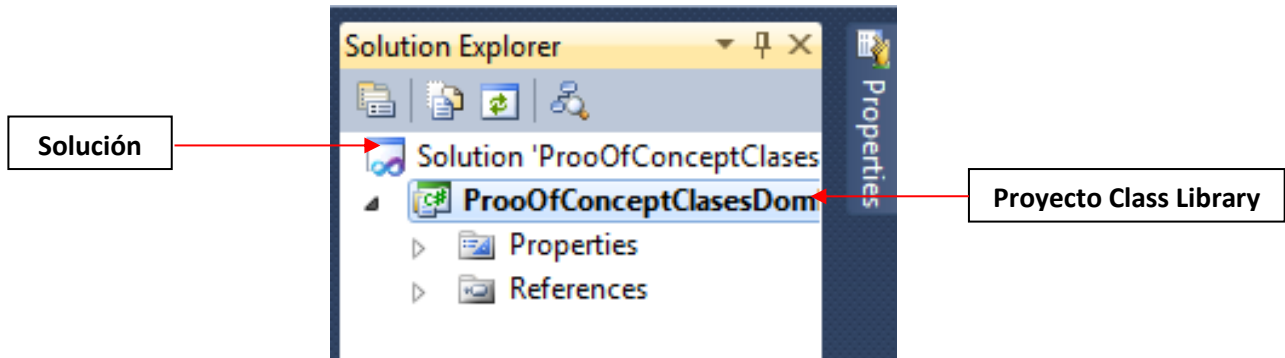 Solution Explorer
Properties
Solución
Solution 'ProoOfConceptClases
C#
ProoOfConceptClasesDom
Proyecto Class Library
Properties
References